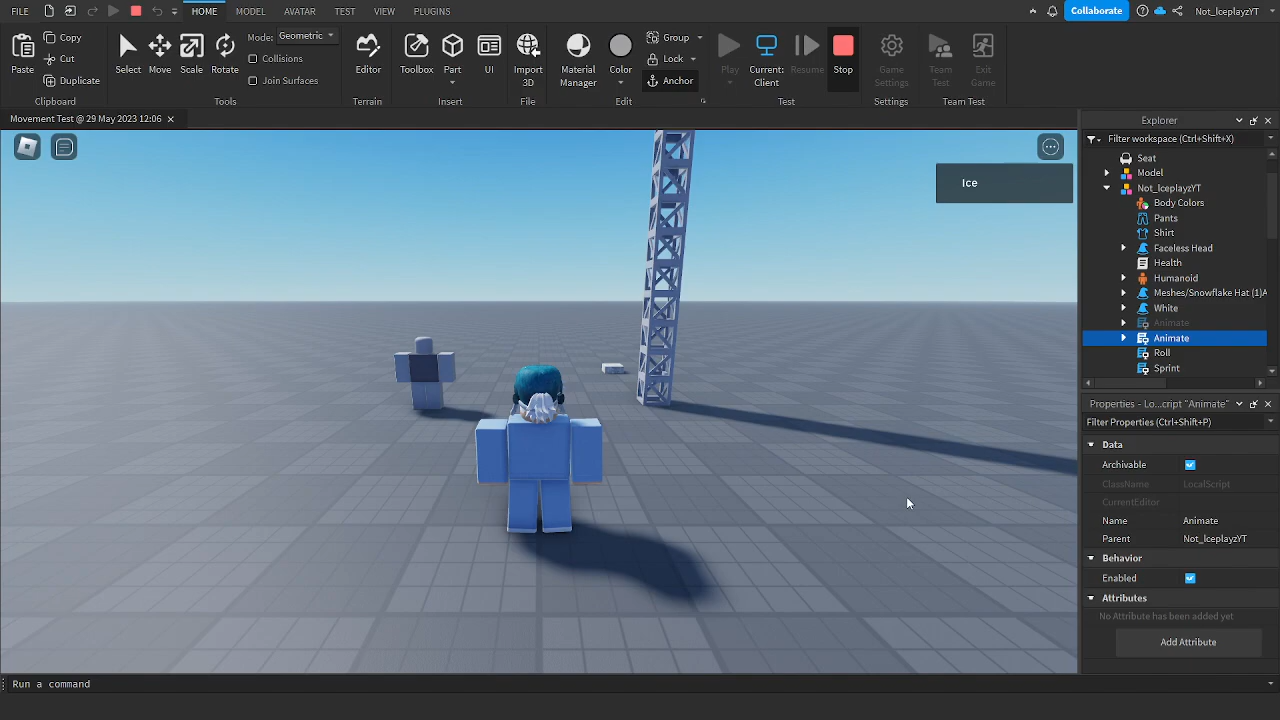 FILE HOME MODEL AVATAR TEST VIEW PLUGINS Collaborate Not_IceplayzYT
Paste Copy Cut Duplicate
Clipboard
Select Move Scale Rotate Mode: Geometric Collisions Join Surfaces
Tools
Editor
Terrain
Toolbox Part UI
Insert
Import 3D
File
Material Manager Color Group Lock Anchor
Edit
Play Current: Client Resume Stop
Test
Game Settings
Settings
Team Test Exit Game
Team Test
Movement Test @ 29 May 2023 12:06
Ice
Explorer
Filter workspace (Ctrl+Shift+X)
Seat
Model
Not_IceplayzYT
Body Colors
Pants
Shirt
Faceless Head
Health
Humanoid
Meshes/Snowflake Hat (1)A
White
Animate
Animate
Roll
Sprint
Properties - Lo...cript "Animate"
Filter Properties (Ctrl+Shift+P)
Data
Archivable
ClassName LocalScript
CurrentEditor
Name Animate
Parent Not_IceplayzYT
Behavior
Enabled
Attributes
No Attribute has been added yet
Add Attribute
Run a command